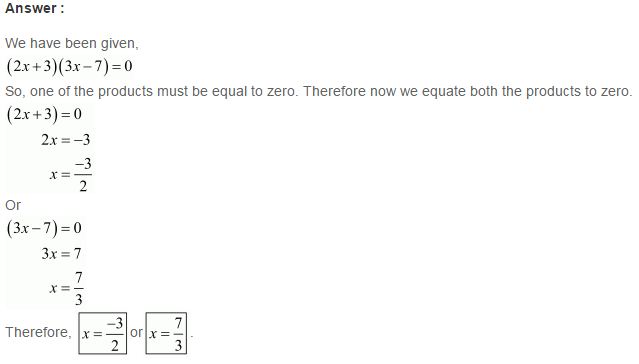 Answer :
We have been given,
(2x+3)(3x−7)=0
So, one of the products must be equal to zero. Therefore now we equate both the products to zero.
(2x+3)=0
2x=−3
x=−3/2
Or
(3x−7)=0
3x=7
x=7/3
Therefore, x=−3/2 or x=7/3 .